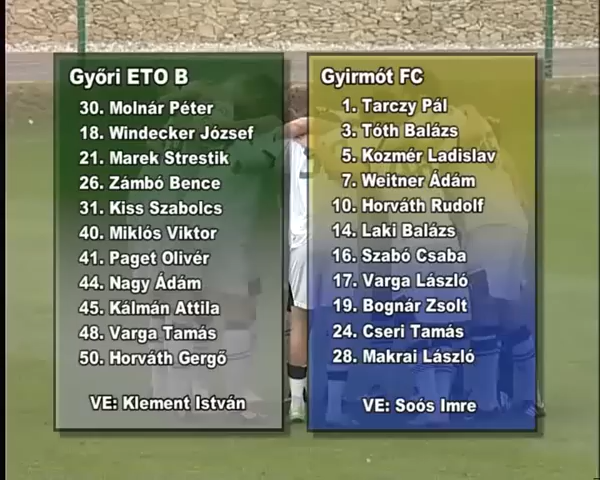 Győri ETO B
30. Molnár Péter
18. Windecker József
21. Marek Strestik
26. Zámbó Bence
31. Kiss Szabolcs
40. Miklós Viktor
41. Paget Olivér
44. Nagy Ádám
45. Kálmán Attila
48. Varga Tamás
50. Horváth Gergő
VE: Klement István
Gyirmót FC
1. Tarczy Pál
3. Tóth Balázs
5. Kozmér Ladislav
7. Weitner Ádám
10. Horváth Rudolf
14. Laki Balázs
16. Szabó Csaba
17. Varga László
19. Bognár Zsolt
24. Cseri Tamás
28. Makrai László
VE: Soós Imre